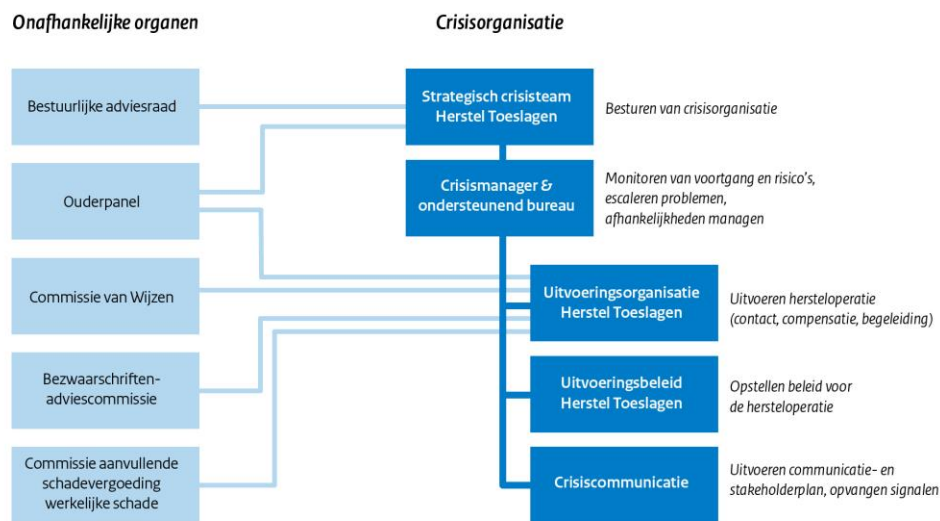 Onafhankelijke organen
Crisisorganisatie
Bestuurlijke adviesraad
Strategisch crisisteam
Herstel Toeslagen
Besturen van crisisorganisatie
Ouderpanel
Crisismanager &
ondersteunend bureau
Monitoren van voortgang en risico's,
escaleren problemen,
afhankelijkheden managen
Commissie van Wijzen
Uitvoeringsorganisatie
Herstel Toeslagen
Uitvoeren hersteloperatie
(contact, compensatie, begeleiding)
Bezwaarschriften-
adviescommissie
Uitvoeringsbeleid
Herstel Toeslagen
Opstellen beleid voor
de hersteloperatie
Commissie aanvullende
schadevergoeding
werkelijke schade
Crisiscommunicatie
Uitvoeren communicatie- en
stakeholderplan, opvangen signalen